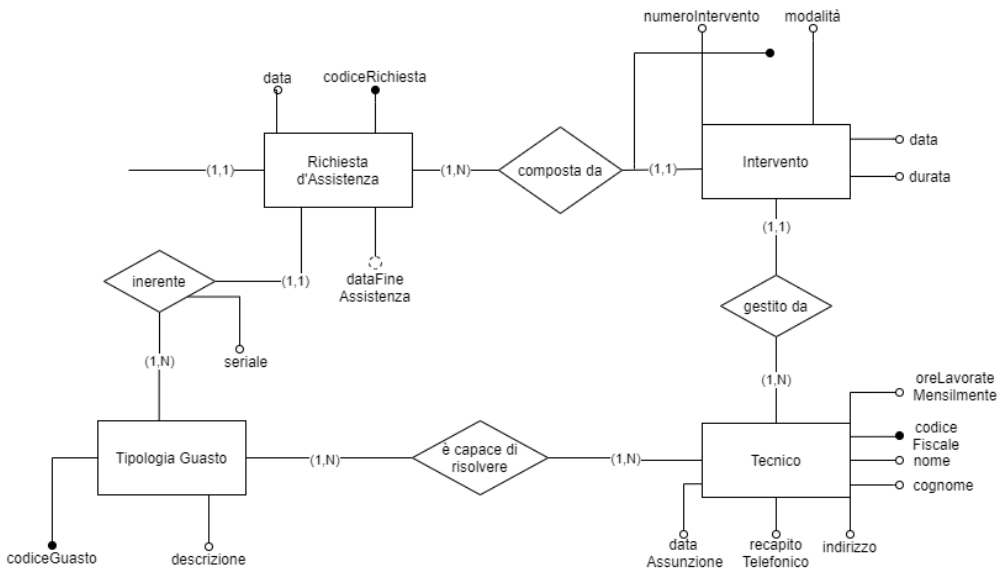 numeroIntervento
modalità
data
codiceRichiesta
Richiesta
d'Assistenza
(1,1)
(1,N)
composta da
(1,1)
Intervento
data
durata
(1,1)
inerente
(1,1)
dataFine
Assistenza
gestito da
(1,N)
seriale
(1,N)
oreLavorate
Mensilmente
codice
Fiscale
nome
cognome
Tipologia Guasto
(1,N)
è capace di
risolvere
(1,N)
Tecnico
codiceGuasto
descrizione
data
Assunzione
recapito
Telefonico
indirizzo